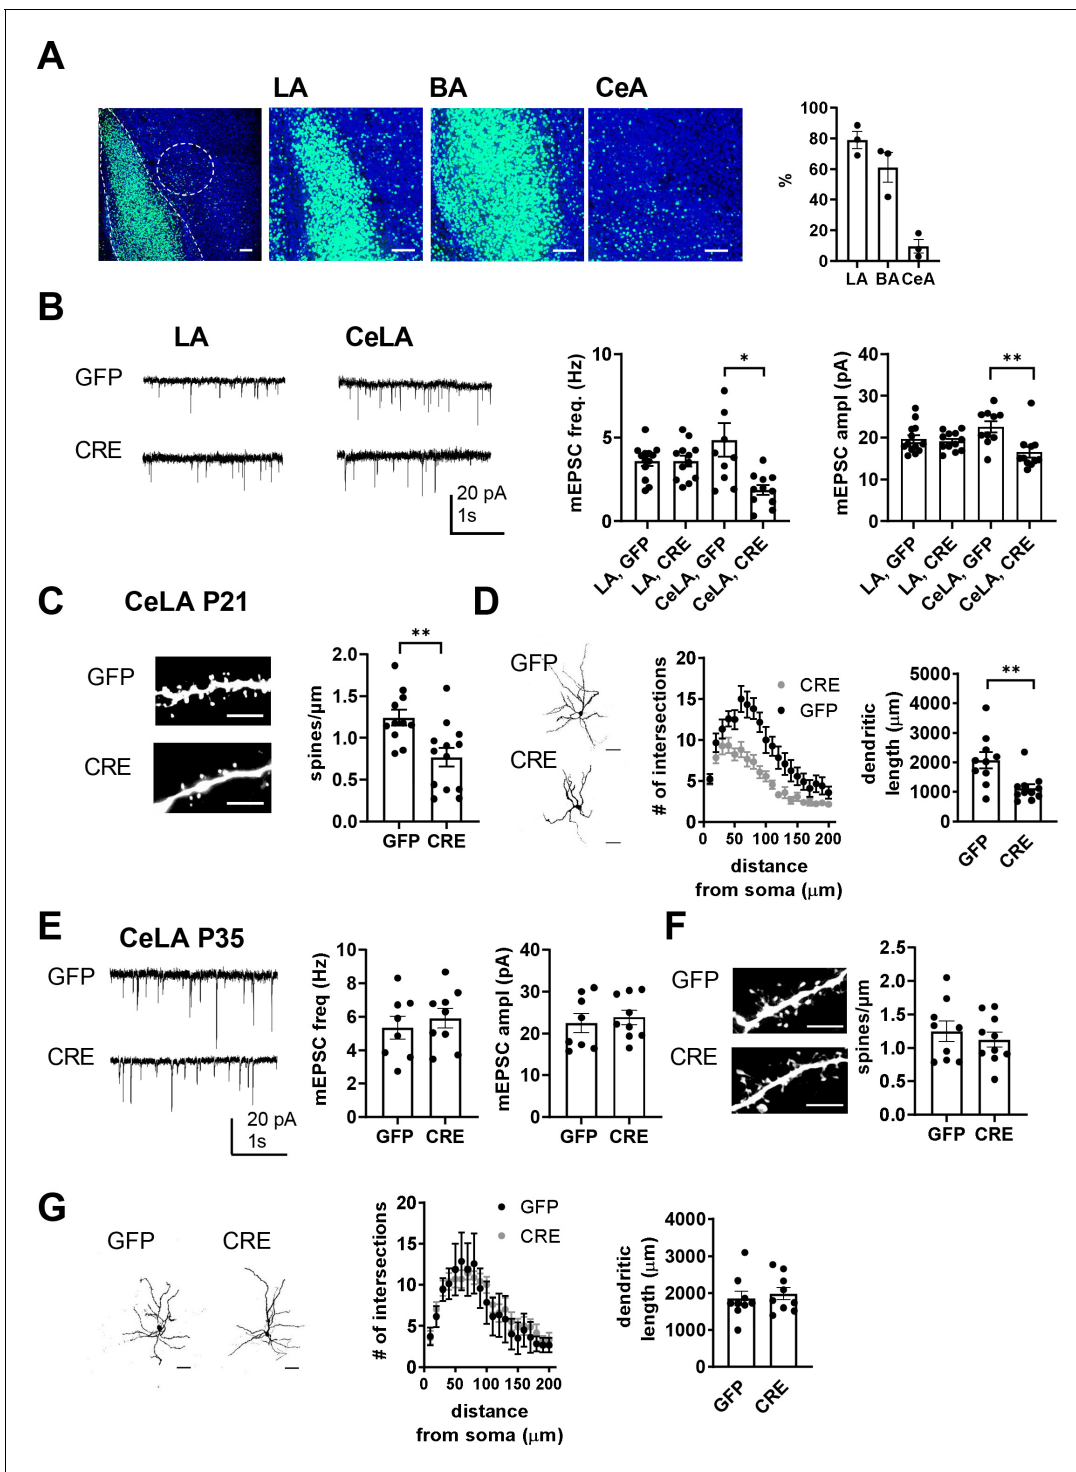 A
LA
BA
CeA
100
80
60
40
20
0
%
LA
BA
CeA
B
LA
CeLA
GFP
CRE
20 pA
1s
mEPSC freq. (Hz)
10
5
0
*
LA, GFP
LA, CRE
CeLA, GFP
CeLA, CRE
mEPSC ampl (pA)
40
30
20
10
0
**
LA, GFP
LA, CRE
CeLA, GFP
CeLA, CRE
C
CeLA P21
GFP
CRE
spines/μm
2.0
1.5
1.0
0.5
0.0
**
GFP
CRE
D
GFP
CRE
# of intersections
20
15
10
5
0
CRE
GFP
0
50
100
150
200
distance
from soma (μm)
dendritic
length (μm)
5000
4000
3000
2000
1000
0
**
GFP
CRE
E
CeLA P35
GFP
CRE
20 pA
1s
mEPSC freq (Hz)
8
6
4
2
0
GFP
CRE
mEPSC ampl (pA)
40
30
20
10
0
GFP
CRE
F
GFP
CRE
spines/μm
2.5
2.0
1.5
1.0
0.5
0.0
GFP
CRE
G
GFP
CRE
# of intersections
20
15
10
5
0
GFP
CRE
0
50
100
150
200
distance
from soma (μm)
dendritic
length (μm)
4000
3000
2000
1000
0
GFP
CRE